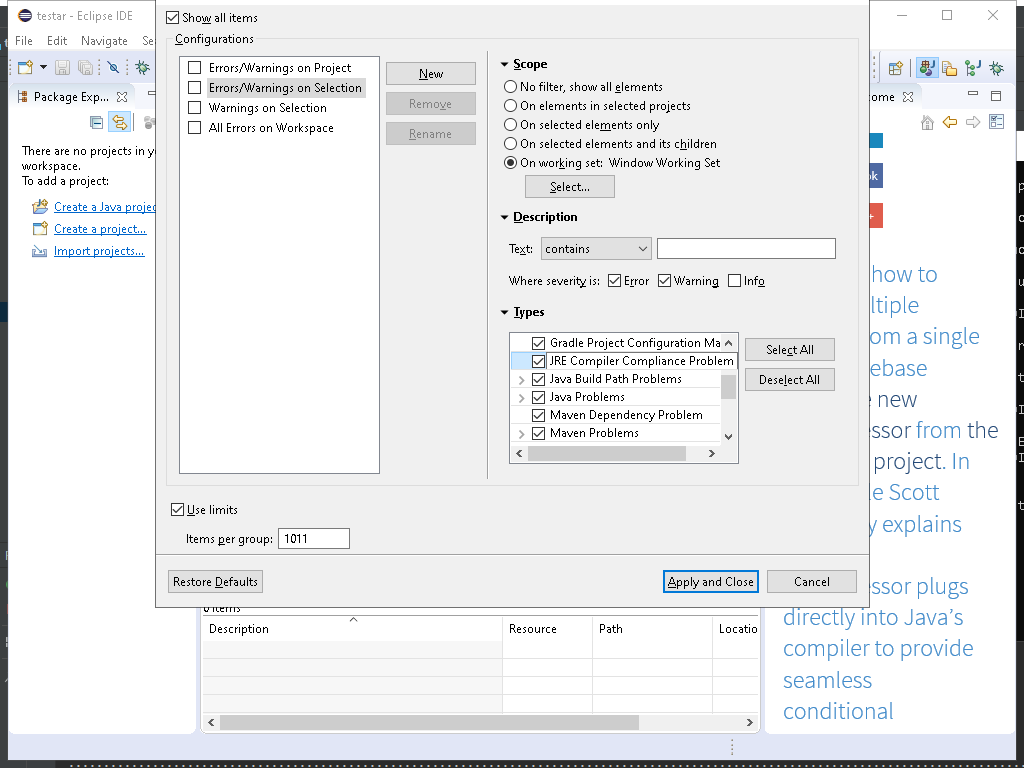 testar - Eclipse IDE
File Edit Navigate Se
Package Exp...
There are no projects in y
workspace.
To add a project:
Create a Java projec
Create a project...
Import projects...
Show all items
Configurations
Errors/Warnings on Project
Errors/Warnings on Selection
Warnings on Selection
All Errors on Workspace
New
Remove
Rename
Scope
No filter, show all elements
On elements in selected projects
On selected elements only
On selected elements and its children
On working set: Window Working Set
Select...
Description
Text: contains
Where severity is: Error Warning Info
Types
Gradle Project Configuration Ma
JRE Compiler Compliance Problem
Java Build Path Problems
Java Problems
Maven Dependency Problem
Maven Problems
Select All
Deselect All
Use limits
Items per group: 1011
Restore Defaults
Apply and Close
Cancel
0 items
Description Resource Path Locatio
ome
ok
+
how to
ltiple
om a single
ebase
e new
essor from the
project. In
le Scott
y explains
essor plugs
directly into Java’s
compiler to provide
seamless
conditional